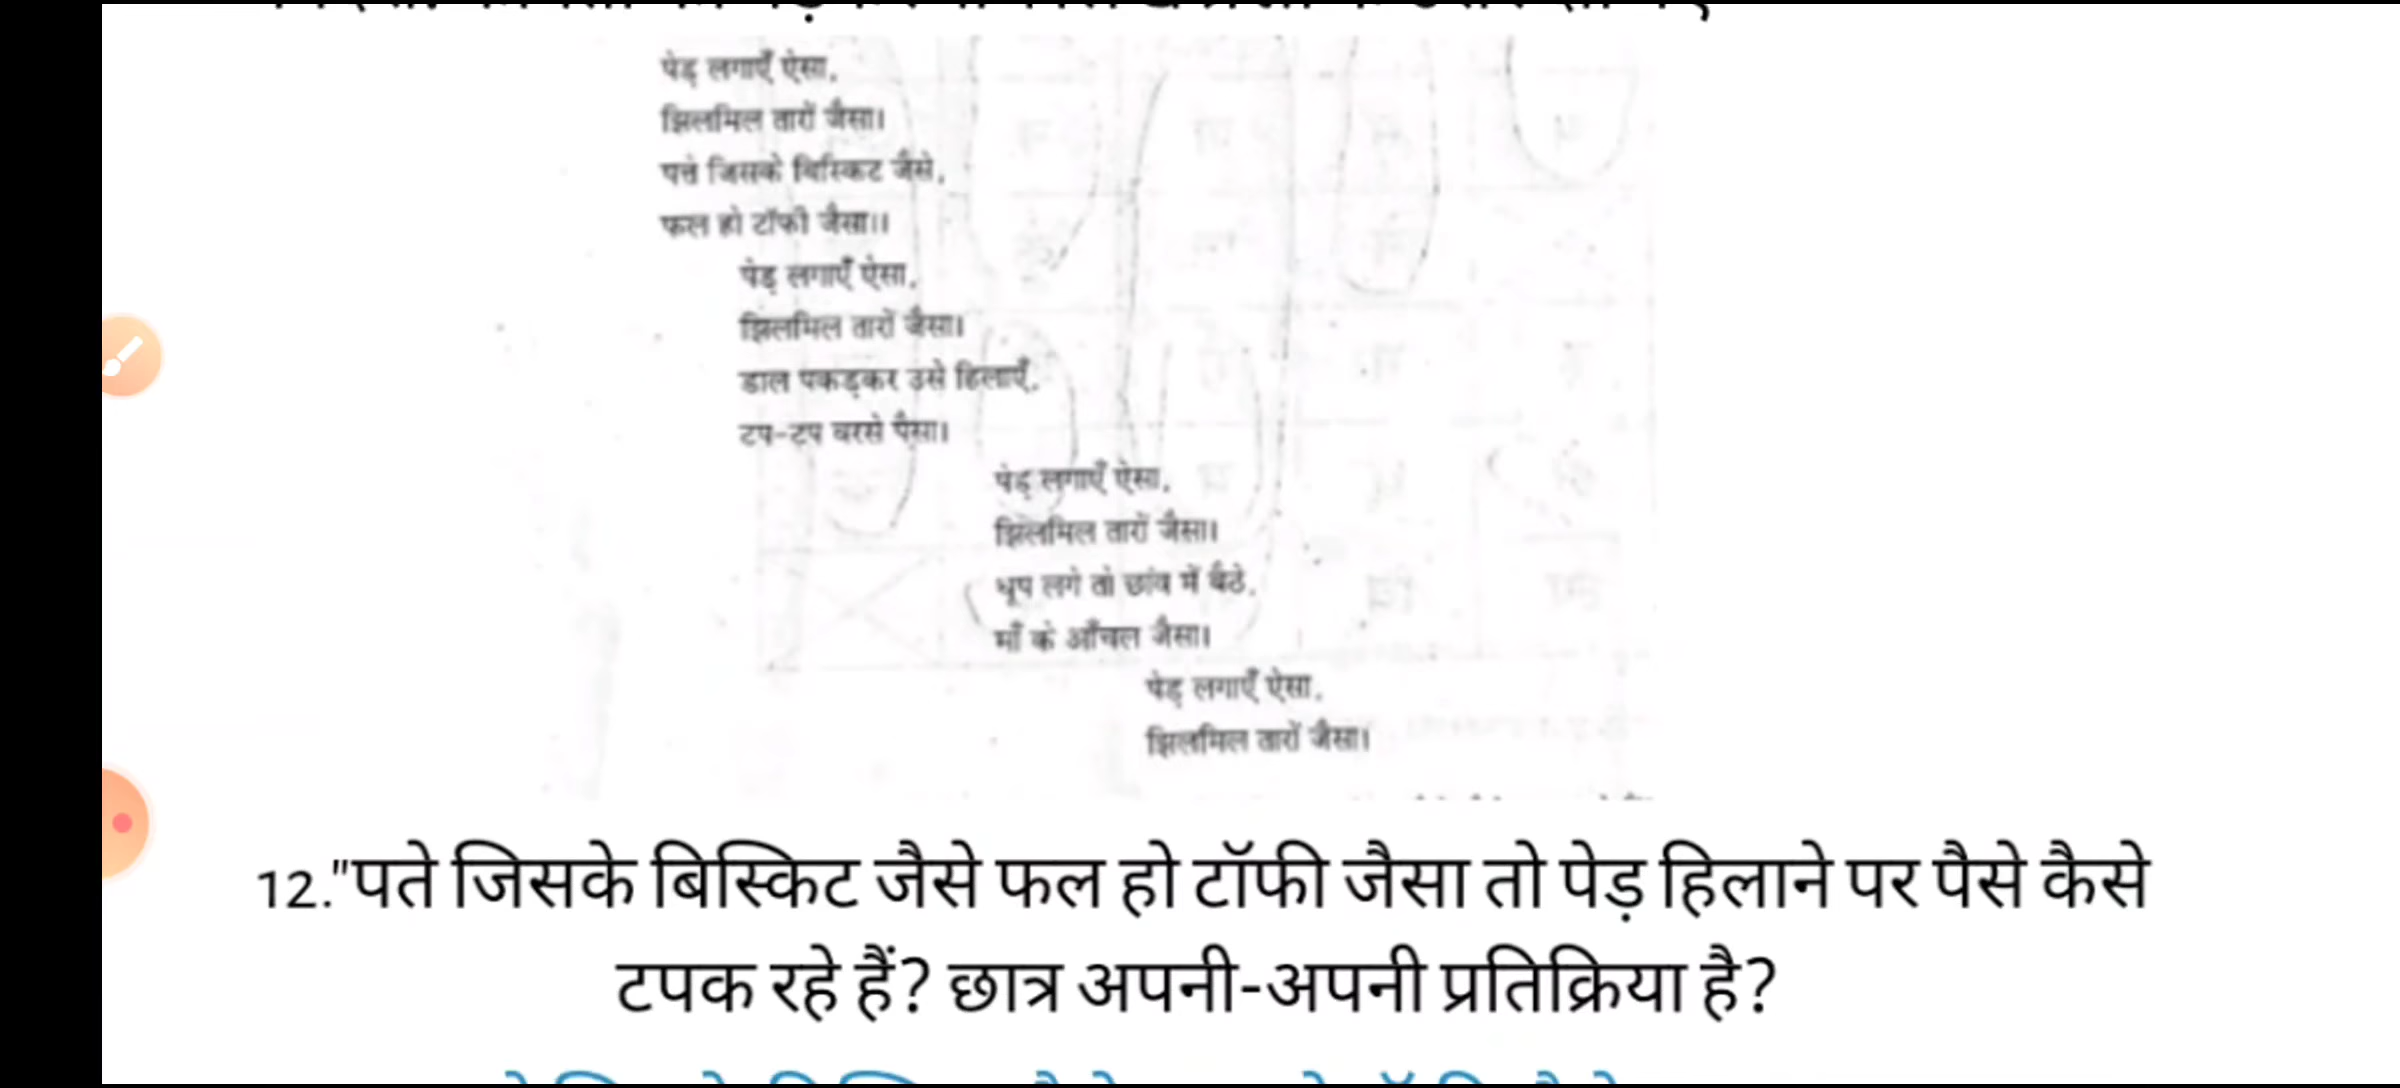 पेड़ लगाएँ ऐसा,
झिलमिल तारों जैसा।
पत्ते जिसके बिस्किट जैसे,
फल हो टॉफी जैसा।।
पेड़ लगाएँ ऐसा,
झिलमिल तारों जैसा।
डाल पकड़कर उसे हिलाएँ,
टप-टप बरसे पैसा।
पेड़ लगाएँ ऐसा,
झिलमिल तारों जैसा।
धूप लगे तो छांव में बैठे,
माँ के आँचल जैसा।
पेड़ लगाएँ ऐसा,
झिलमिल तारों जैसा।
12."पते जिसके बिस्किट जैसे फल हो टॉफी जैसा तो पेड़ हिलाने पर पैसे कैसे
टपक रहे हैं? छात्र अपनी-अपनी प्रतिक्रिया है?